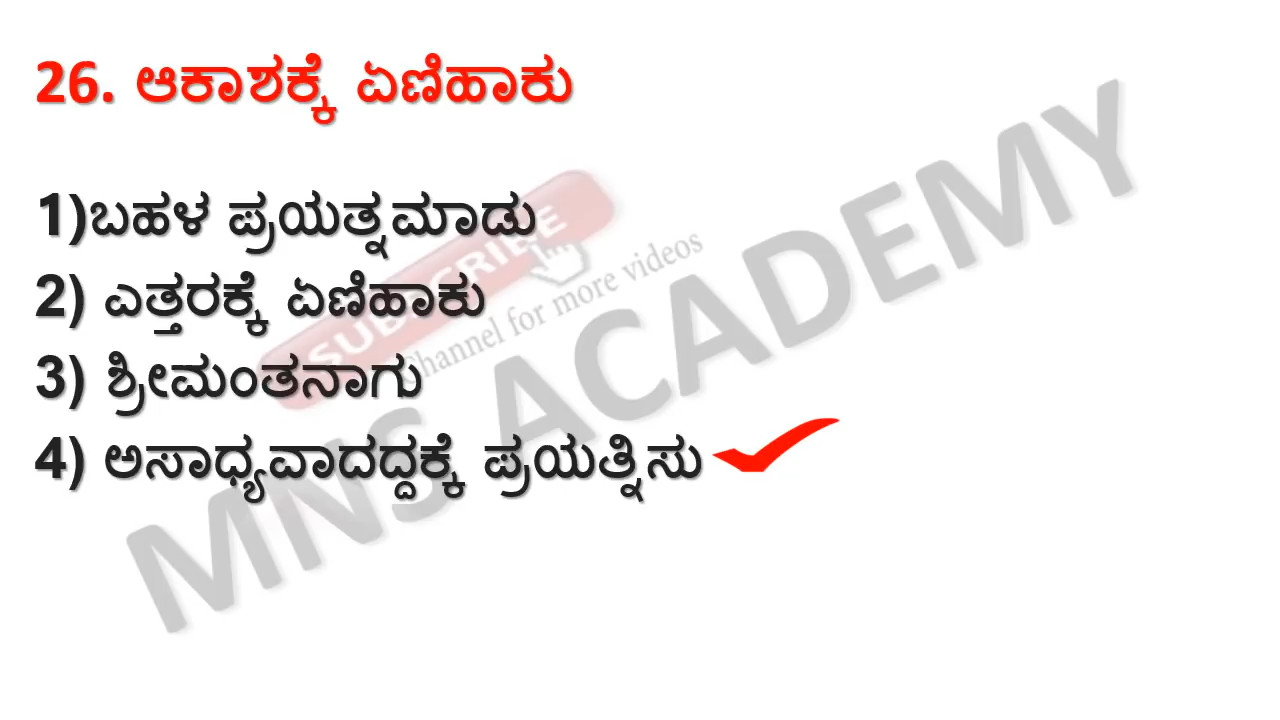 26. ಆಕಾಶಕ್ಕೆ ಏಣಿಹಾಕು
1)ಬಹಳ ಪ್ರಯತ್ನಮಾಡು
2) ಎತ್ತರಕ್ಕೆ ಏಣಿಹಾಕು
3) ಶ್ರೀಮಂತನಾಗು
4) ಅಸಾಧ್ಯವಾದದ್ದಕ್ಕೆ ಪ್ರಯತ್ನಿಸು
SUBSCRIBE
Channel for more videos
MNS ACADEMY